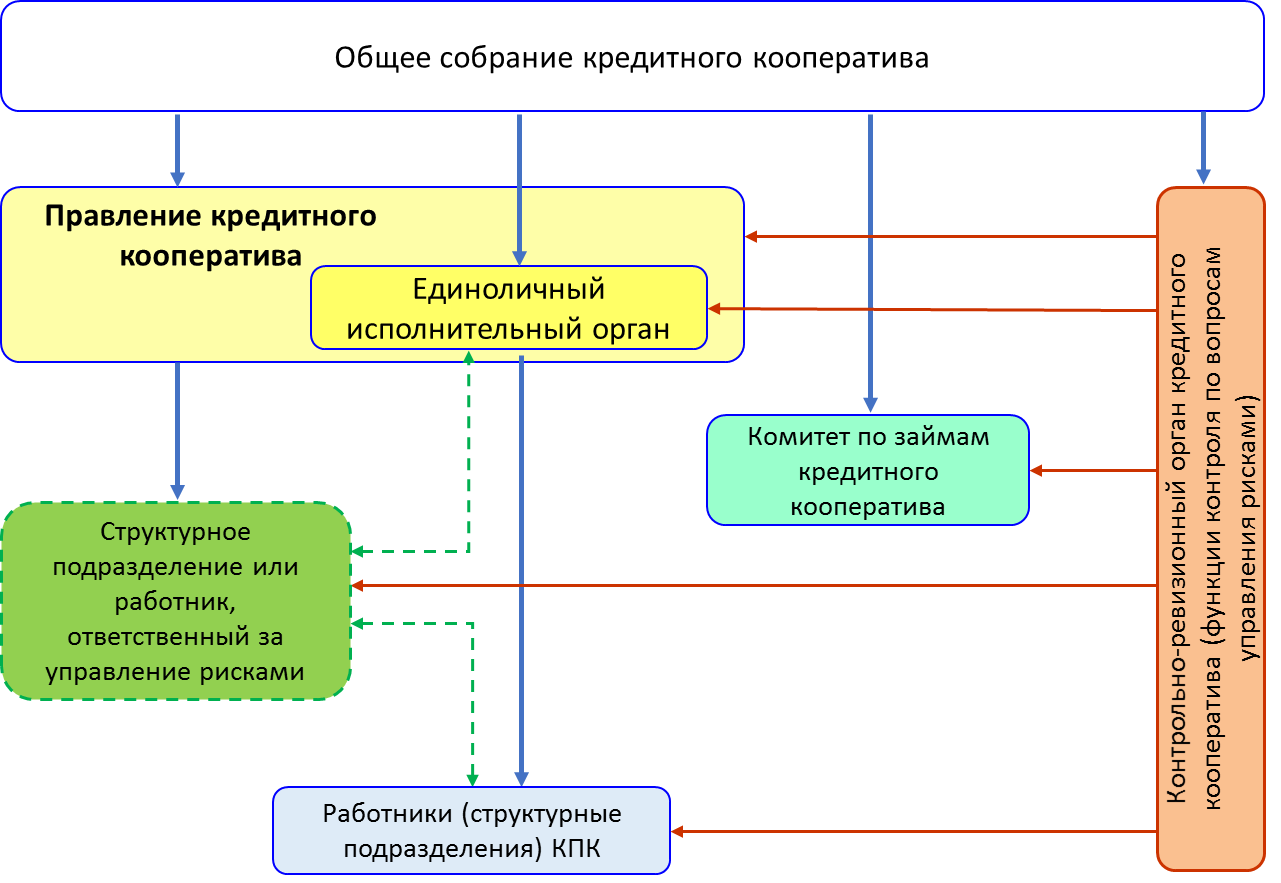 Общее собрание кредитного кооператива
Правление кредитного
кооператива
Единоличный
исполнительный орган
Комитет по займам
кредитного
кооператива
Структурное
подразделение или
работник,
ответственный за
управление рисками
Работники (структурные
подразделения) КПК
Контрольно-ревизионный орган кредитного
кооператива (функции контроля по вопросам
управления рисками)